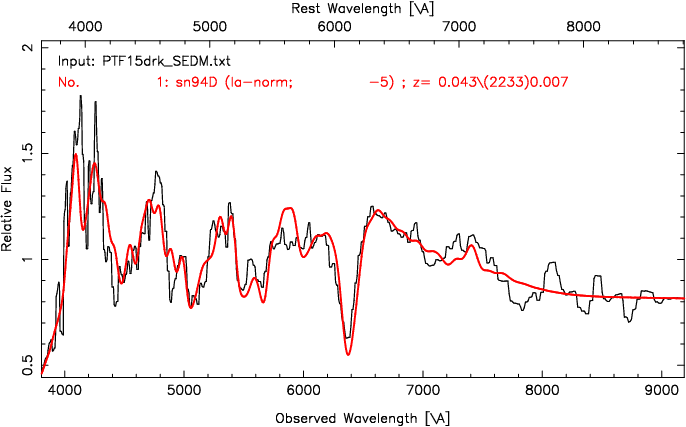 Rest Wavelength [\A]
4000 5000 6000 7000 8000
2
Input: PTF15drk_SEDM.txt
No. 1: sn94D (Ia-norm; -5) ; z= 0.043\(2233)0.007
1.5
Relative Flux
1
0.5
4000 5000 6000 7000 8000 9000
Observed Wavelength [\A]